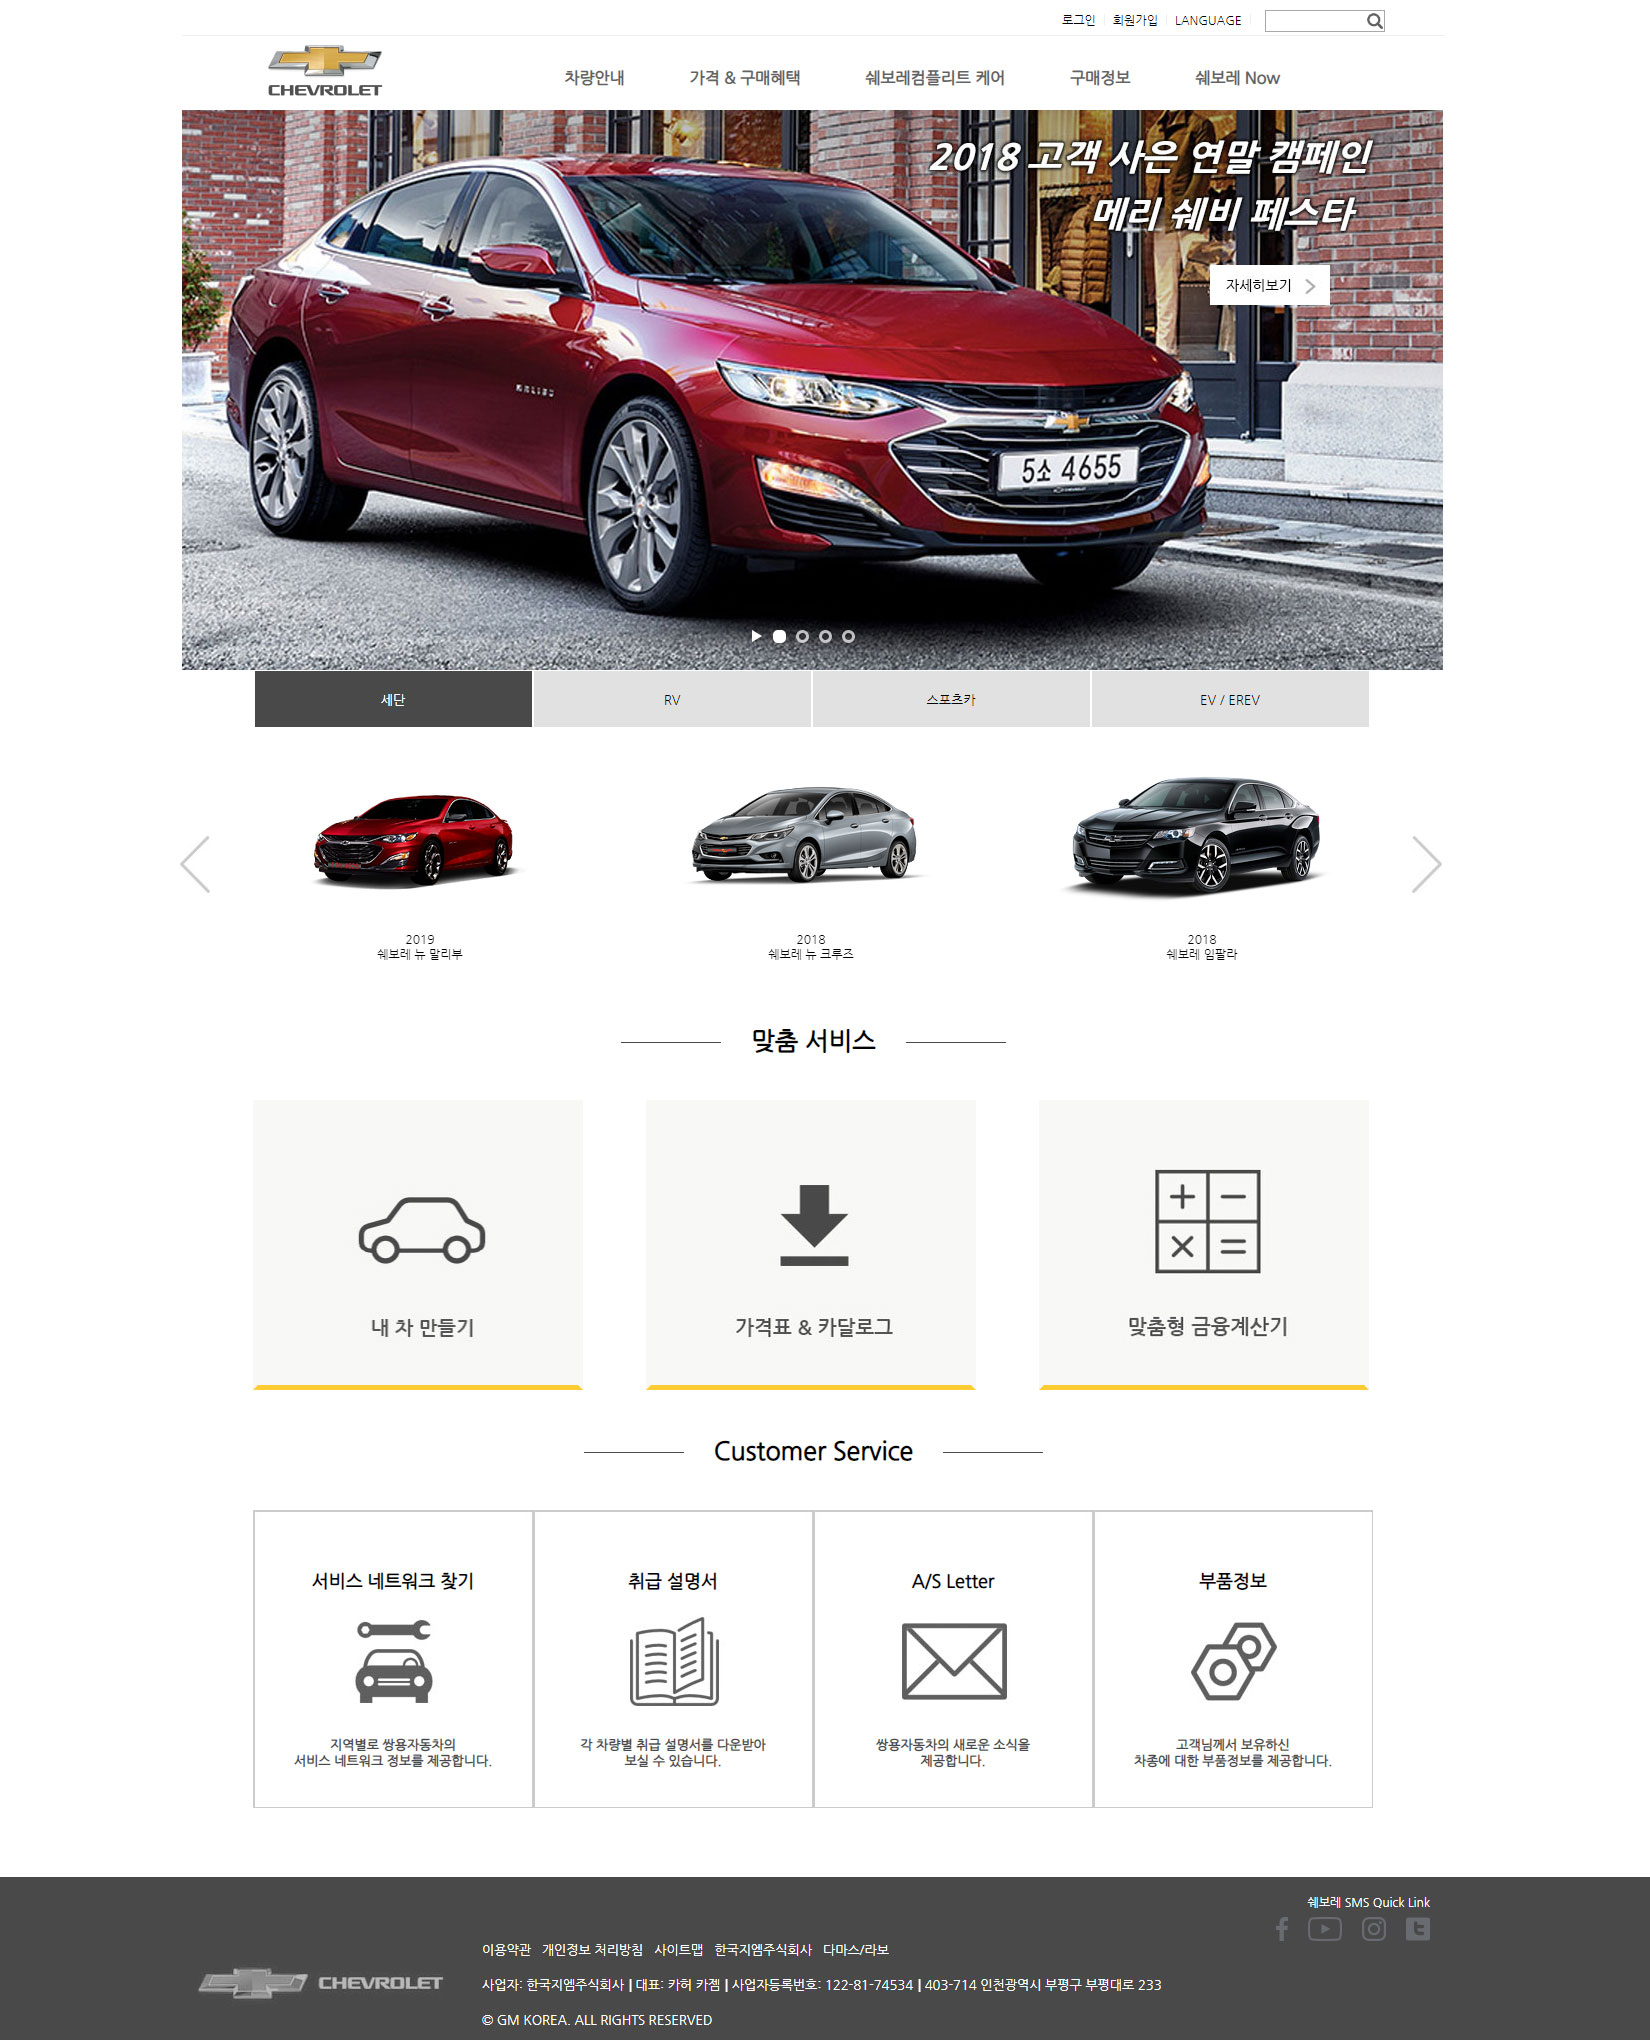 로그인 회원가입 LANGUAGE
CHEVROLET
차량안내 가격 & 구매혜택 쉐보레컴플리트 케어 구매정보 쉐보레 Now
2018 고객 사은 연말 캠페인
메리 쉐비 페스타
자세히보기
MALIBU
5소 4655
세단 RV 스포츠카 EV / EREV
2019 2018 2018
쉐보레 뉴 말리부 쉐보레 뉴 크루즈 쉐보레 임팔라
맞춤 서비스
내 차 만들기 가격표 & 카달로그 맞춤형 금융계산기
Customer Service
서비스 네트워크 찾기 취급 설명서 A/S Letter 부품정보
지역별로 쌍용자동차의 각 차량별 취급 설명서를 다운받아 쌍용자동차의 새로운 소식을 고객님께서 보유하신
서비스 네트워크 정보를 제공합니다. 보실 수 있습니다. 제공합니다. 차종에 대한 부품정보를 제공합니다.
쉐보레 SMS Quick Link
이용약관 개인정보 처리방침 사이트맵 한국지엠주식회사 다마스/라보
CHEVROLET
사업자: 한국지엠주식회사 | 대표: 카허 카젬 | 사업자등록번호: 122-81-74534 | 403-714 인천광역시 부평구 부평대로 233
© GM KOREA. ALL RIGHTS RESERVED